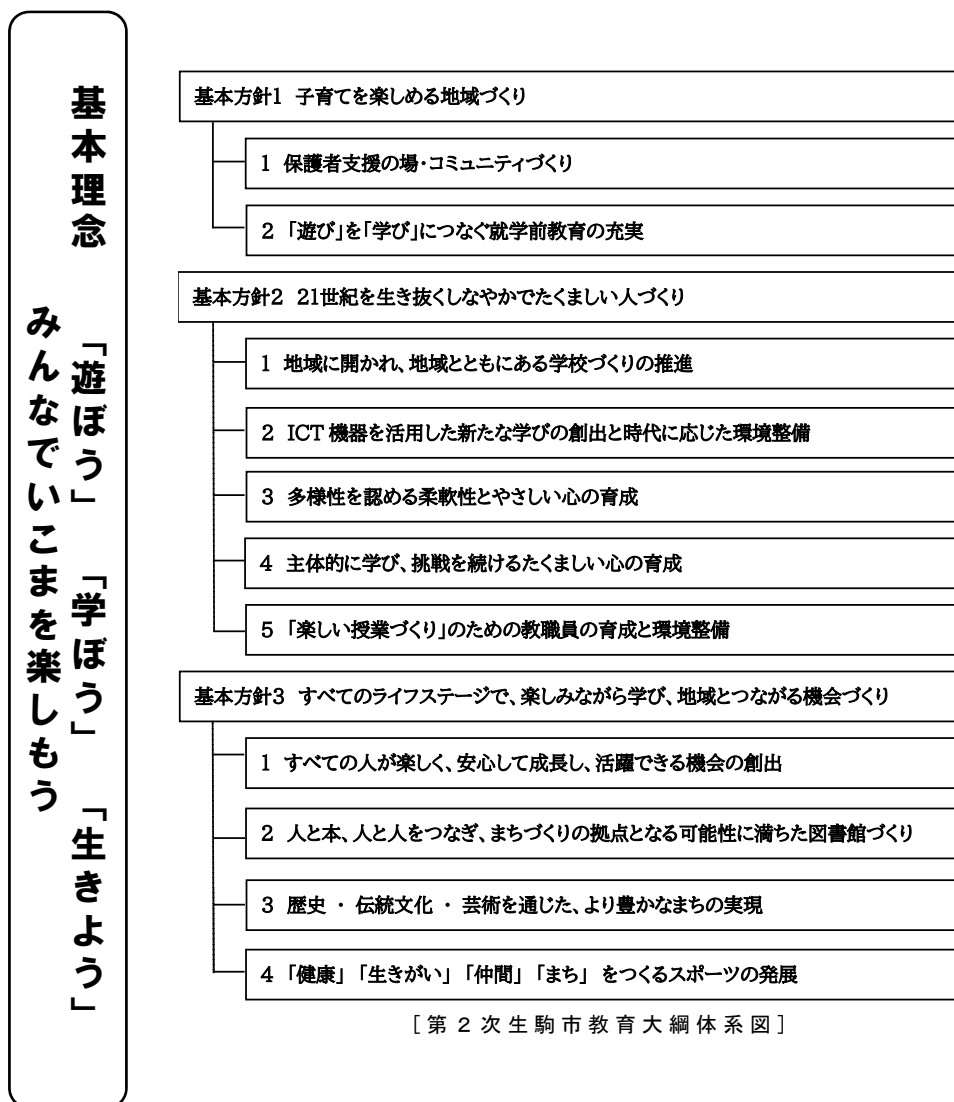 基本理念
「遊ぼう」 「学ぼう」 「生きよう」
みんなでいこまを楽しもう
基本方針1 子育てを楽しめる地域づくり
1 保護者支援の場・コミュニティづくり
2 「遊び」を「学び」につなぐ就学前教育の充実
基本方針2 21世紀を生き抜くしなやかでたくましい人づくり
1 地域に開かれ、地域とともにある学校づくりの推進
2 ICT 機器を活用した新たな学びの創出と時代に応じた環境整備
3 多様性を認める柔軟性とやさしい心の育成
4 主体的に学び、挑戦を続けるたくましい心の育成
5 「楽しい授業づくり」のための教職員の育成と環境整備
基本方針3 すべてのライフステージで、楽しみながら学び、地域とつながる機会づくり
1 すべての人が楽しく、安心して成長し、活躍できる機会の創出
2 人と本、人と人をつなぎ、まちづくりの拠点となる可能性に満ちた図書館づくり
3 歴史 ・ 伝統文化 ・ 芸術を通じた、より豊かなまちの実現
4 「健康」 「生きがい」 「仲間」 「まち」 をつくるスポーツの発展
[第2次生駒市教育大綱体系図]